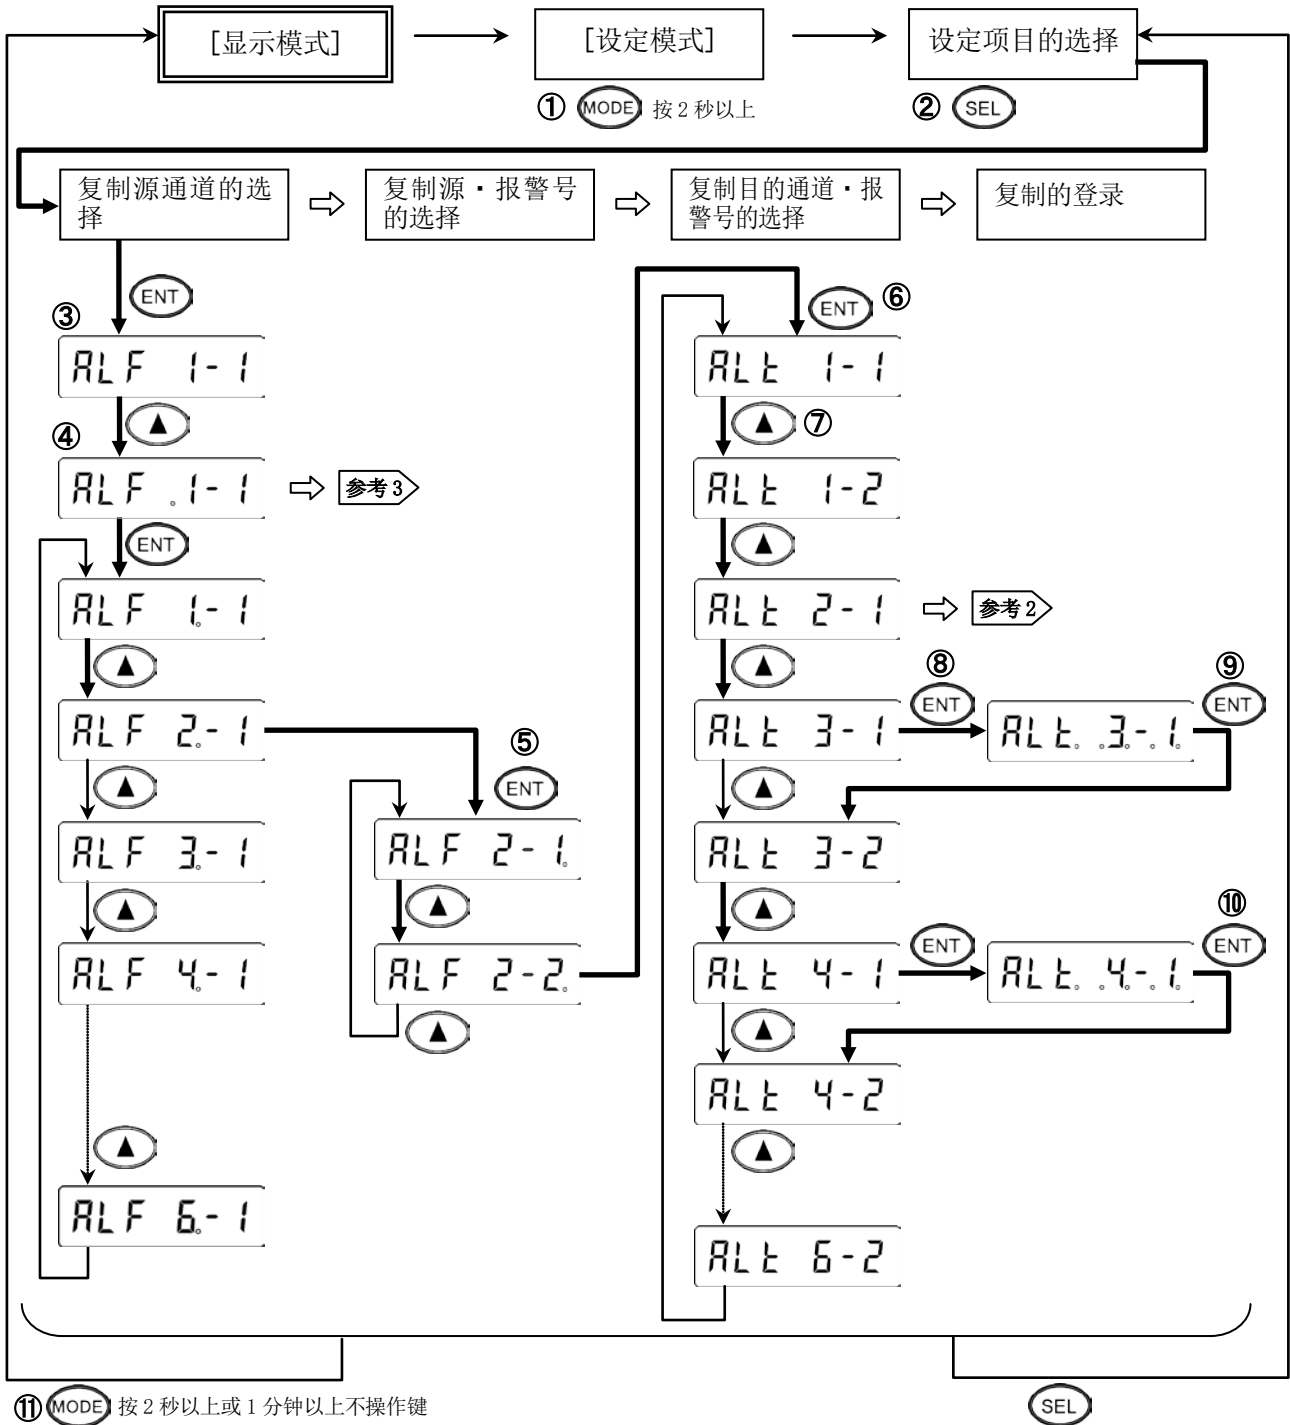 [显示模式]
[设定模式]
设定项目的选择
① MODE 按2秒以上
② SEL
复制源通道的选
择
复制源·报警号
的选择
复制目的通道·报
警号的选择
复制的登录
ENT
③
ALF 1-1
▲
④
ALF .1-1
参考3
ENT
ALF 1.-1
▲
ALF 2.-1
▲
ALF 3.-1
▲
ALF 4.-1
▲
ALF 6.-1
⑤
ENT
ALF 2-1.
▲
ALF 2-2.
▲
ENT ⑥
ALt 1-1
▲ ⑦
ALt 1-2
▲
ALt 2-1
参考2
▲
⑧
ENT
ALt 3-1
ALt. .3.-.1.
⑨
ENT
▲
ALt 3-2
▲
ENT
ALt 4-1
ALt. .4.-.1.
⑩
ENT
▲
ALt 4-2
▲
ALt 6-2
⑪ MODE 按2秒以上或1分钟以上不操作键
SEL